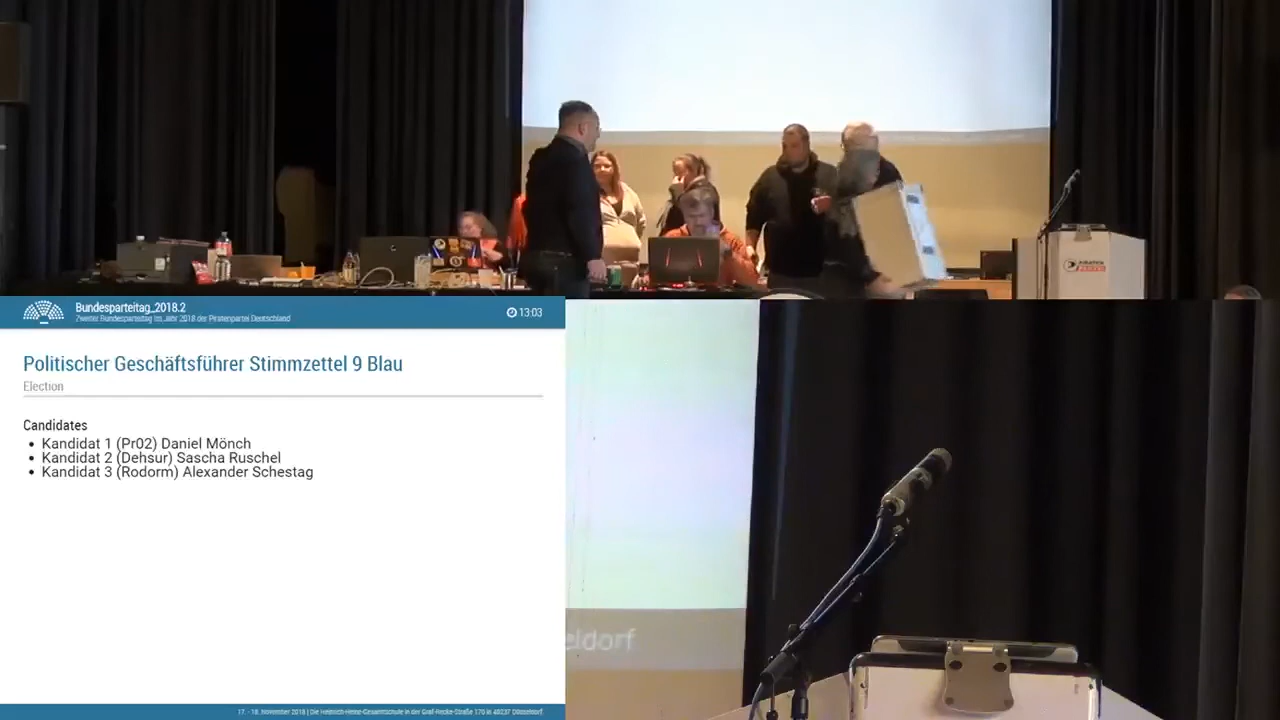 PIRATEN
PARTEI
Bundesparteitag_2018.2
Zweiter Bundesparteitag im Jahr 2018 der Piratenpartei Deutschland
13:03
Politischer Geschäftsführer Stimmzettel 9 Blau
Election
Candidates
• Kandidat 1 (Pr02) Daniel Mönch
• Kandidat 2 (Dehsur) Sascha Ruschel
• Kandidat 3 (Rodorm) Alexander Schestag
eldorf
17. - 18. November 2018 | Die Heinrich-Heine-Gesamtschule in der Graf-Recke-Straße 170 in 40237 Düsseldorf